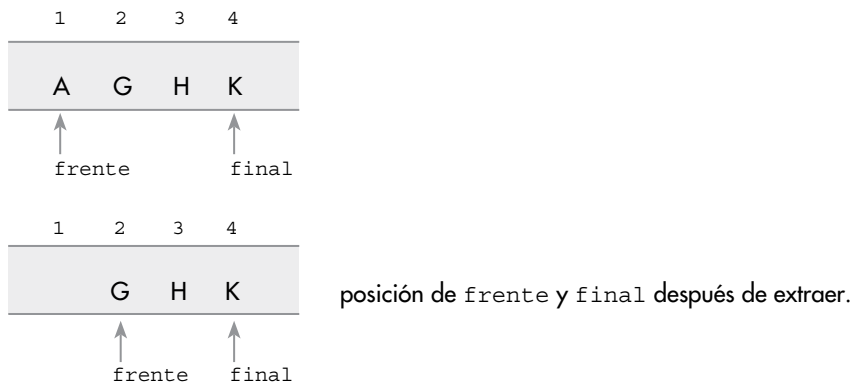 1 2 3 4
A G H K
frente final
1 2 3 4
G H K posición de frente y final después de extraer.
frente final